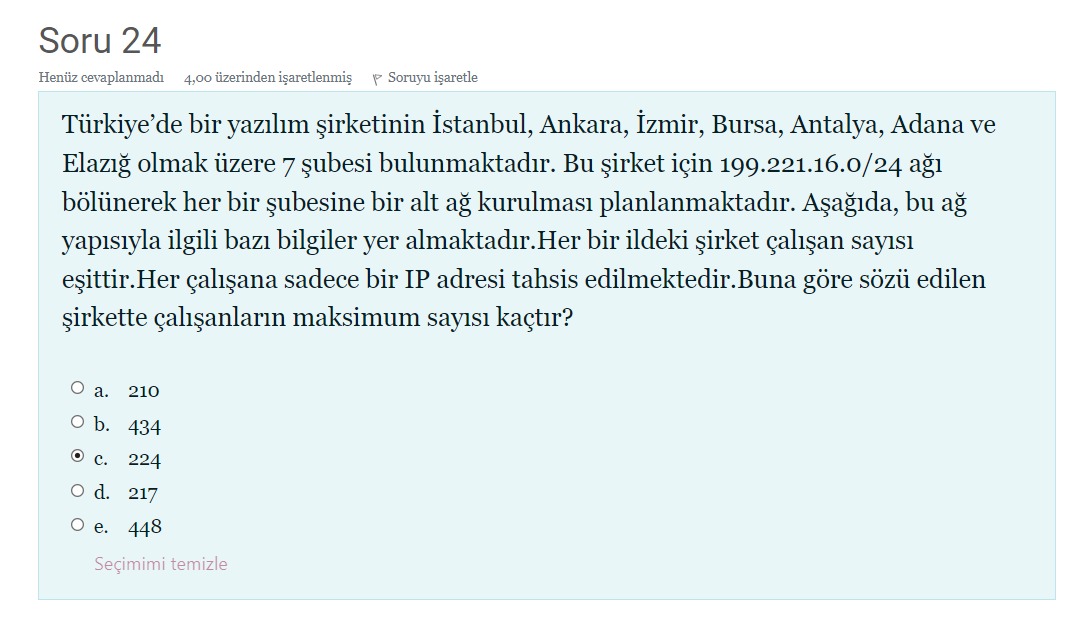 Soru 24
Henüz cevaplanmadı 4,00 üzerinden işaretlenmiş Soruyu işaretle
Türkiye’de bir yazılım şirketinin İstanbul, Ankara, İzmir, Bursa, Antalya, Adana ve
Elazığ olmak üzere 7 şubesi bulunmaktadır. Bu şirket için 199.221.16.0/24 ağı
bölünerek her bir şubesine bir alt ağ kurulması planlanmaktadır. Aşağıda, bu ağ
yapısıyla ilgili bazı bilgiler yer almaktadır.Her bir ildeki şirket çalışan sayısı
eşittir.Her çalışana sadece bir IP adresi tahsis edilmektedir.Buna göre sözü edilen
şirkette çalışanların maksimum sayısı kaçtır?
a. 210
b. 434
c. 224
d. 217
e. 448
Seçimimi temizle